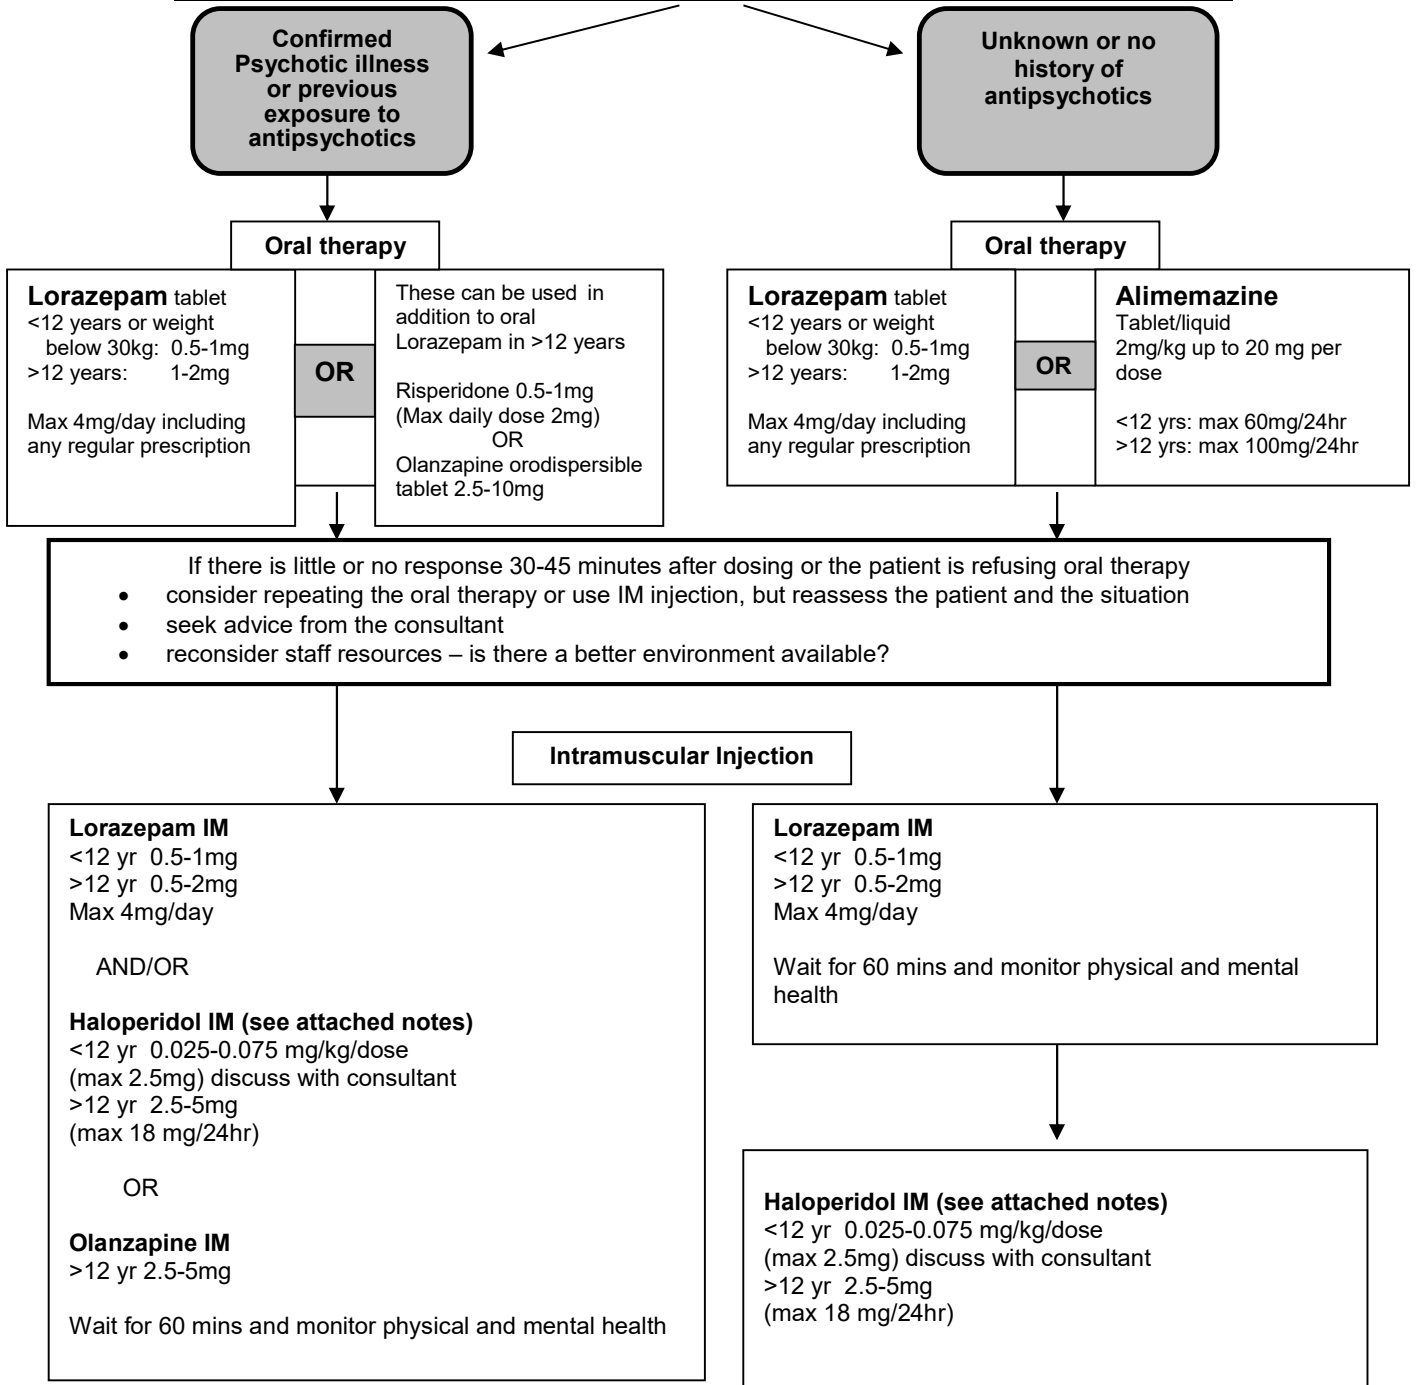 Confirmed
Psychotic illness
or previous
exposure to
antipsychotics
Unknown or no
history of
antipsychotics
Oral therapy
Lorazepam tablet
<12 years or weight
below 30kg: 0.5-1mg
>12 years: 1-2mg
Max 4mg/day including
any regular prescription
OR
These can be used in
addition to oral
Lorazepam in >12 years
Risperidone 0.5-1mg
(Max daily dose 2mg)
OR
Olanzapine orodispersible
tablet 2.5-10mg
Oral therapy
Lorazepam tablet
<12 years or weight
below 30kg: 0.5-1mg
>12 years: 1-2mg
Max 4mg/day including
any regular prescription
OR
Alimemazine
Tablet/liquid
2mg/kg up to 20 mg per
dose
<12 yrs: max 60mg/24hr
>12 yrs: max 100mg/24hr
If there is little or no response 30-45 minutes after dosing or the patient is refusing oral therapy
• consider repeating the oral therapy or use IM injection, but reassess the patient and the situation
• seek advice from the consultant
• reconsider staff resources – is there a better environment available?
Intramuscular Injection
Lorazepam IM
<12 yr 0.5-1mg
>12 yr 0.5-2mg
Max 4mg/day
AND/OR
Haloperidol IM (see attached notes)
<12 yr 0.025-0.075 mg/kg/dose
(max 2.5mg) discuss with consultant
>12 yr 2.5-5mg
(max 18 mg/24hr)
OR
Olanzapine IM
>12 yr 2.5-5mg
Wait for 60 mins and monitor physical and mental health
Lorazepam IM
<12 yr 0.5-1mg
>12 yr 0.5-2mg
Max 4mg/day
Wait for 60 mins and monitor physical and mental
health
Haloperidol IM (see attached notes)
<12 yr 0.025-0.075 mg/kg/dose
(max 2.5mg) discuss with consultant
>12 yr 2.5-5mg
(max 18 mg/24hr)